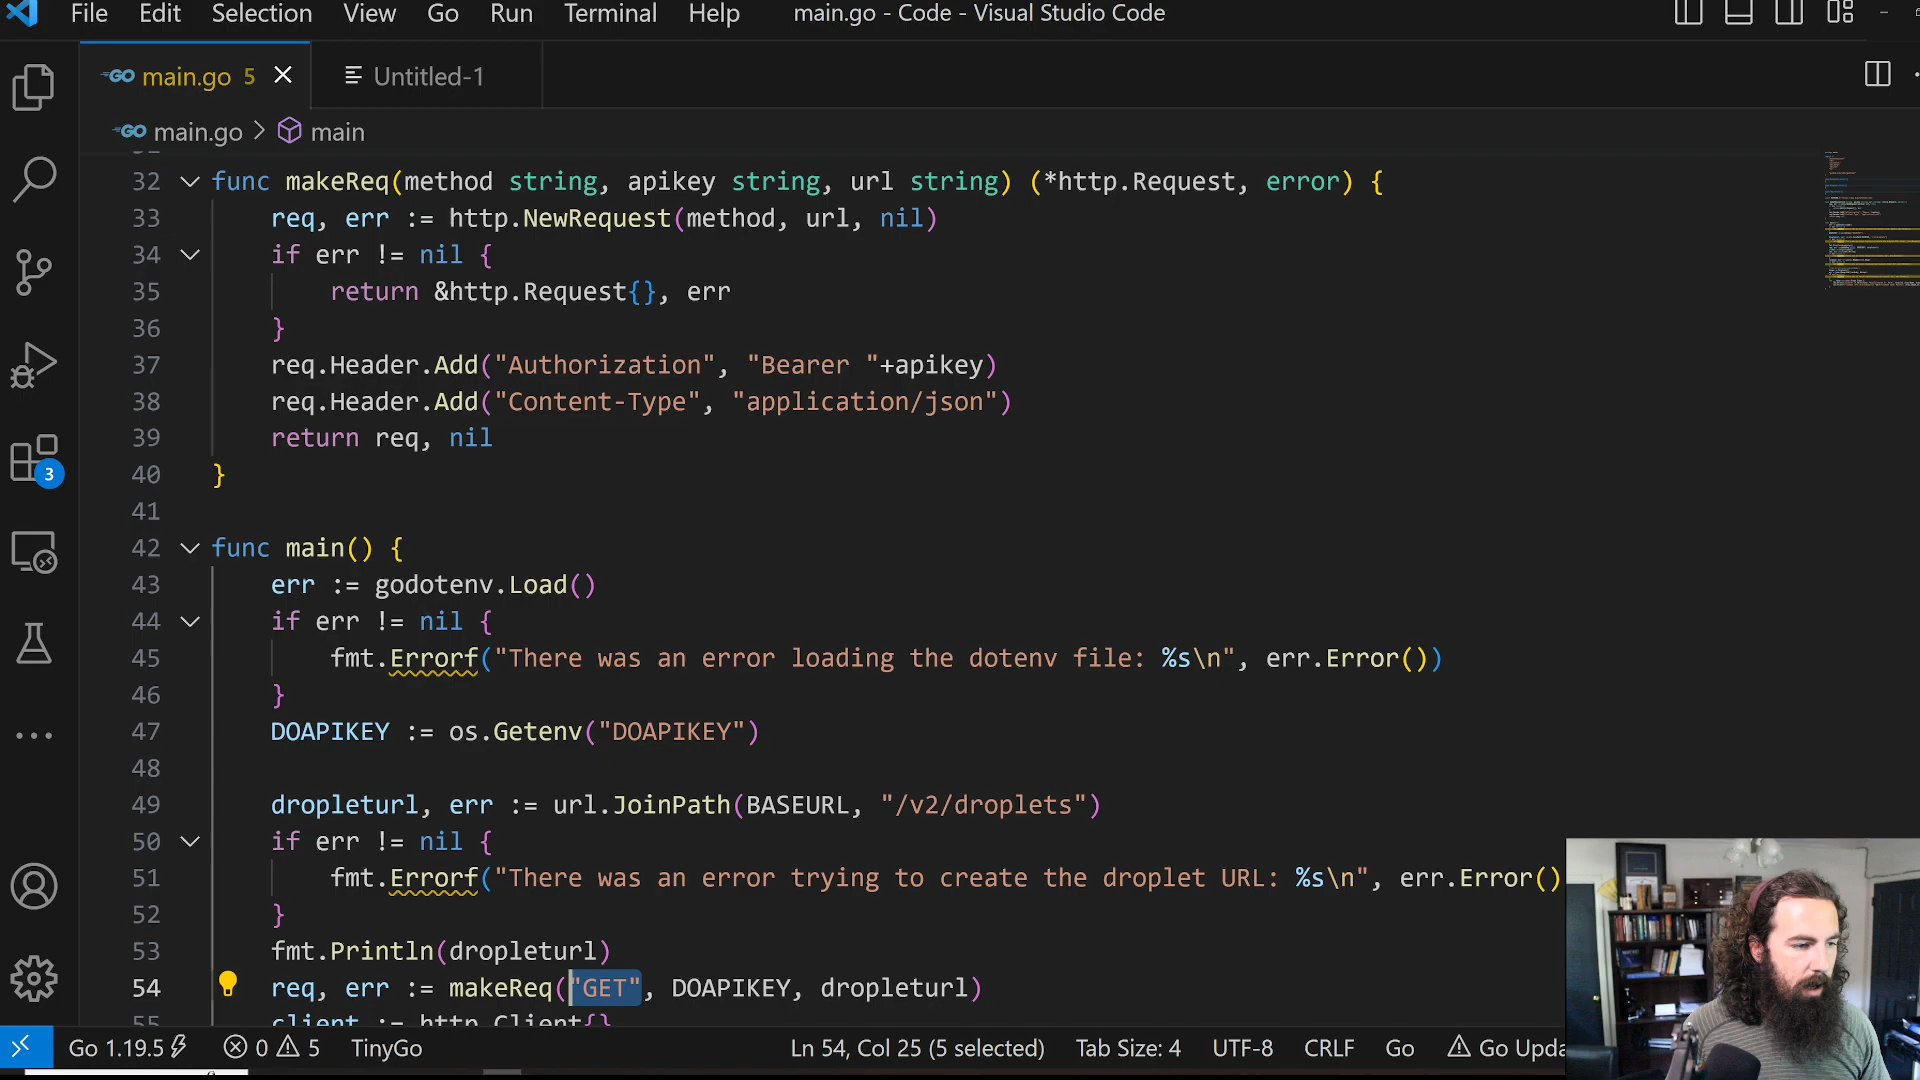 File Edit Selection View Go Run Terminal Help main.go - Code - Visual Studio Code
GO main.go 5 Untitled-1
GO main.go > main
32 func makeReq(method string, apikey string, url string) (*http.Request, error) {
33 req, err := http.NewRequest(method, url, nil)
34 if err != nil {
35 return &http.Request{}, err
36 }
37 req.Header.Add("Authorization", "Bearer "+apikey)
38 req.Header.Add("Content-Type", "application/json")
39 return req, nil
40 }
41
42 func main() {
43 err := godotenv.Load()
44 if err != nil {
45 fmt.Errorf("There was an error loading the dotenv file: %s\n", err.Error())
46 }
47 DOAPIKEY := os.Getenv("DOAPIKEY")
48
49 dropleturl, err := url.JoinPath(BASEURL, "/v2/droplets")
50 if err != nil {
51 fmt.Errorf("There was an error trying to create the droplet URL: %s\n", err.Error()
52 }
53 fmt.Println(dropleturl)
54 req, err := makeReq("GET", DOAPIKEY, dropleturl)
55 client := http.Client{}
3
Go 1.19.5 0 5 TinyGo Ln 54, Col 25 (5 selected) Tab Size: 4 UTF-8 CRLF Go Go Upda